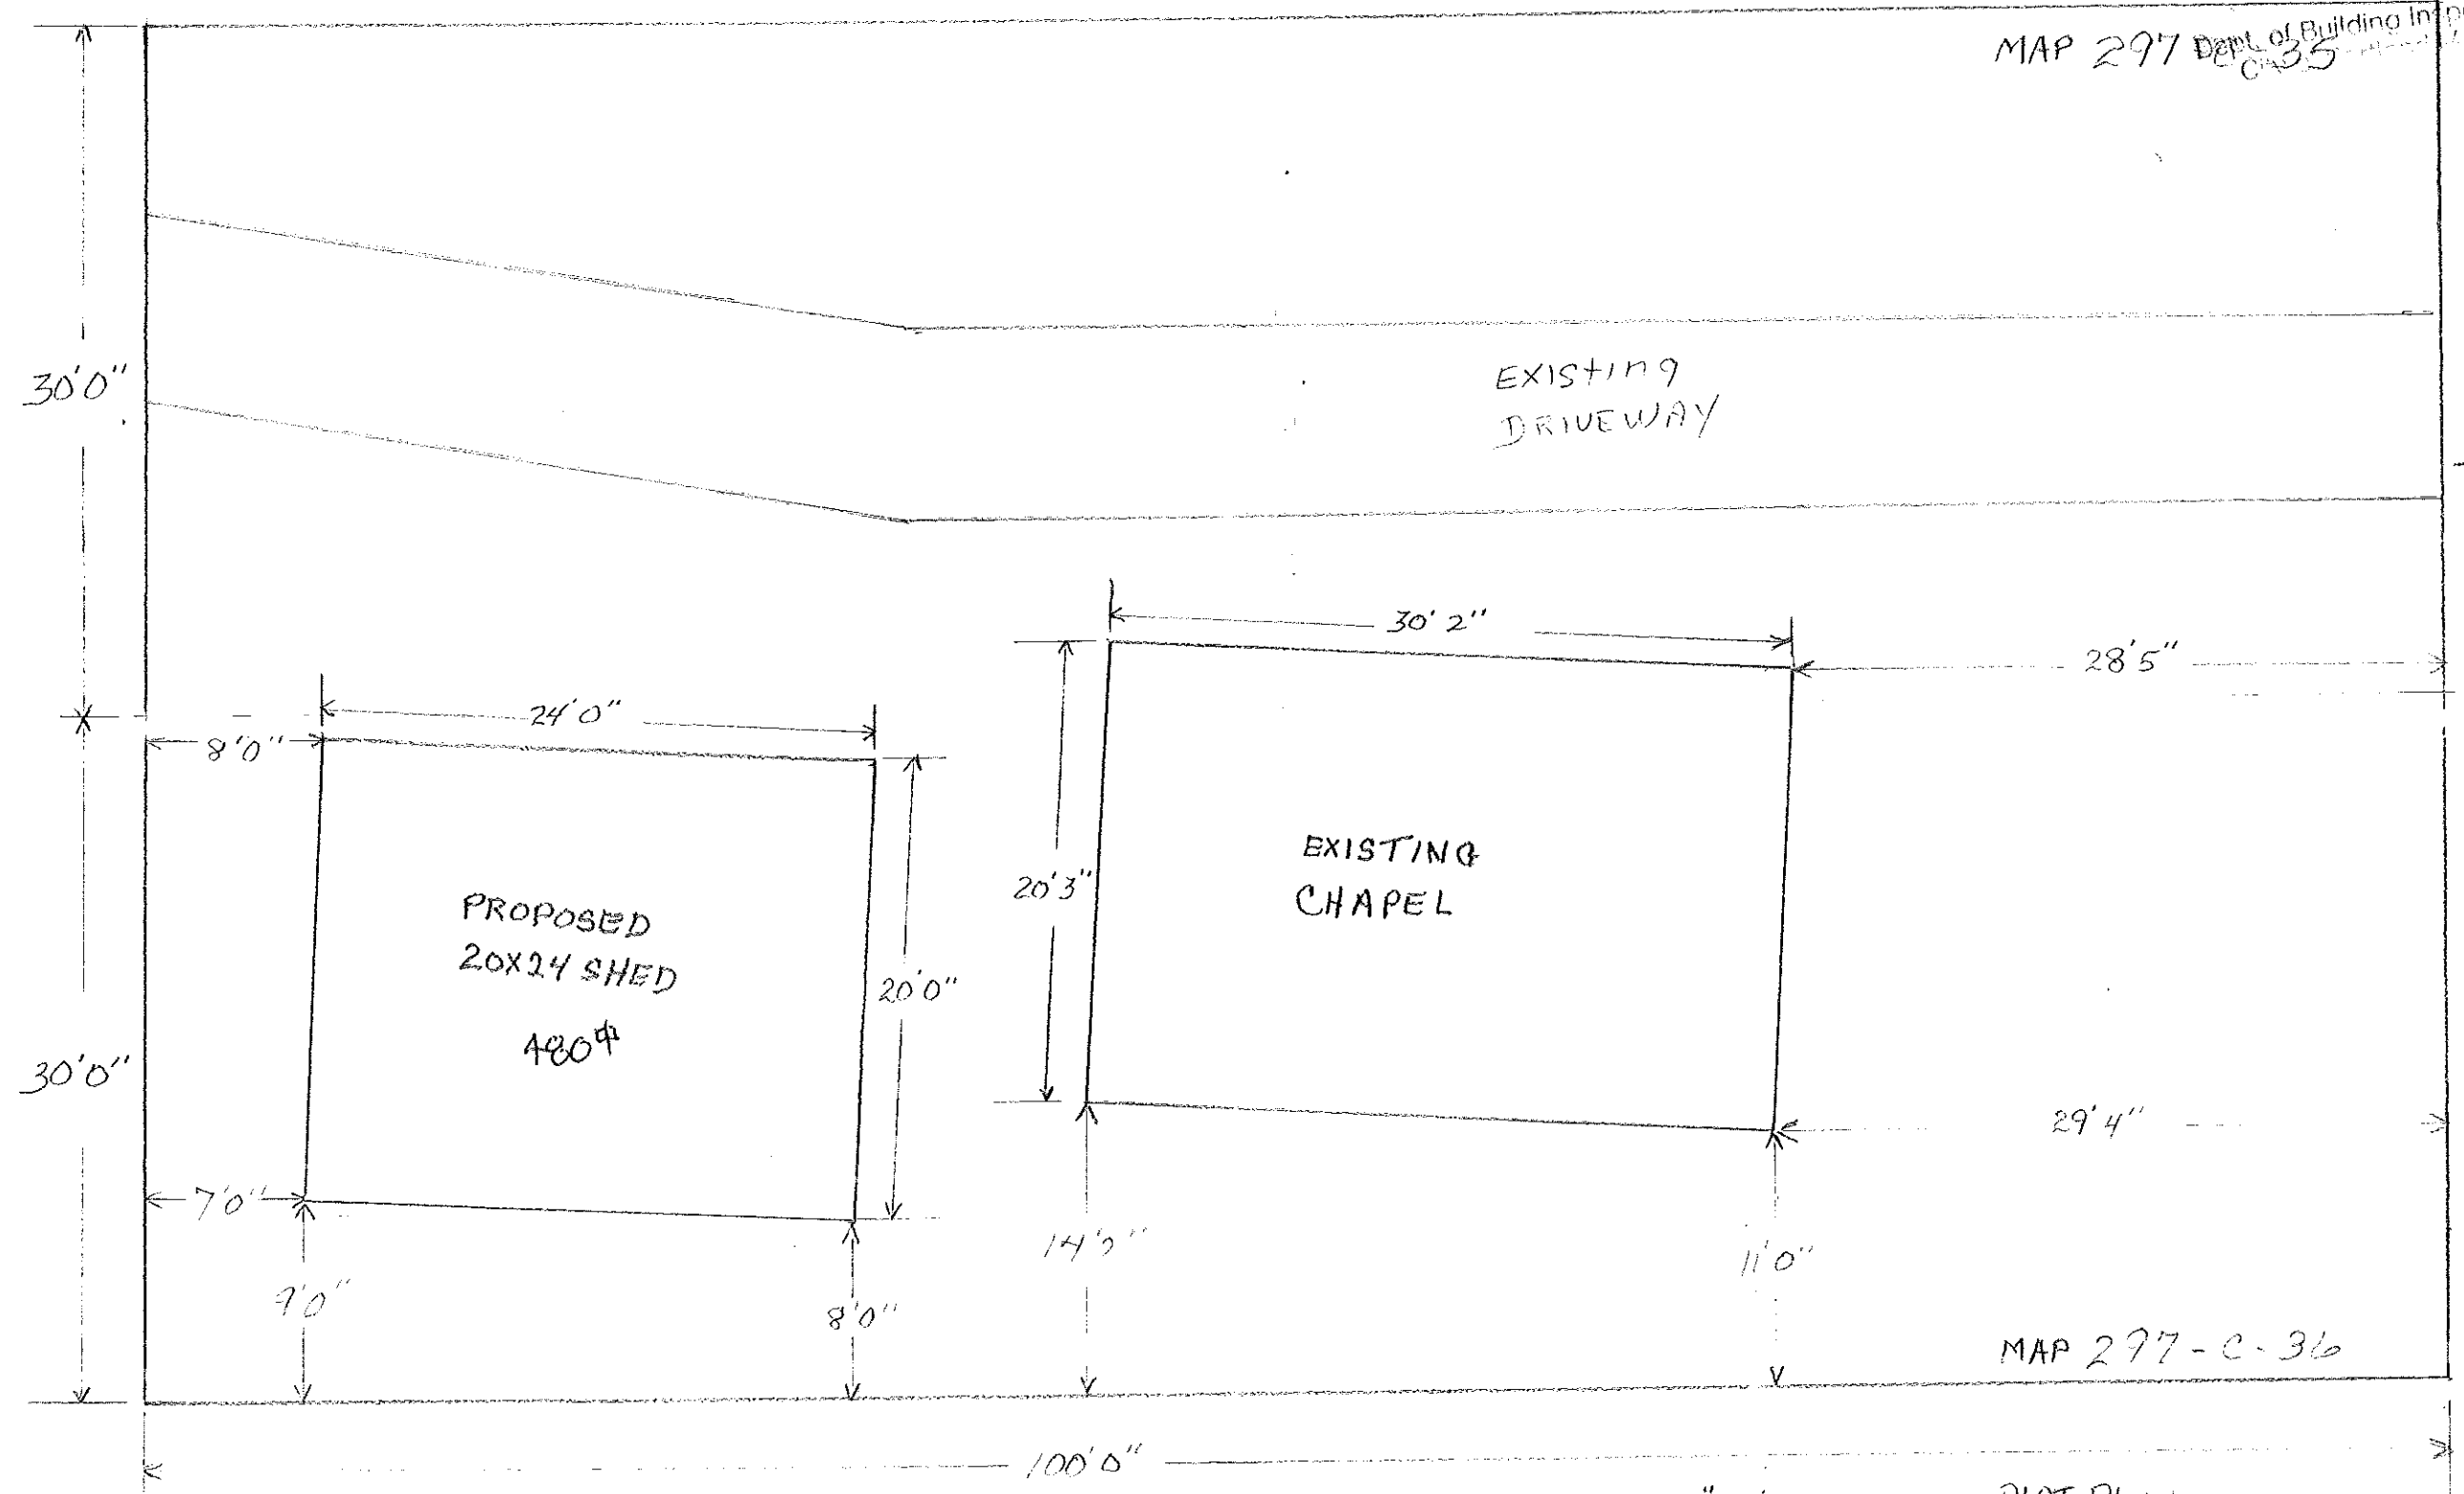 Dept. of Building
MAP 297 C 35
30'0"
Existing
DRIVEWAY
30'2"
28'5"
24'0"
8'0"
EXISTING
CHAPEL
20'3"
PROPOSED
20X24 SHED
20'0"
480
30'0"
29'4"
7'0"
14'
11'0"
9'0"
8'0"
MAP 297-C-36
100'0"